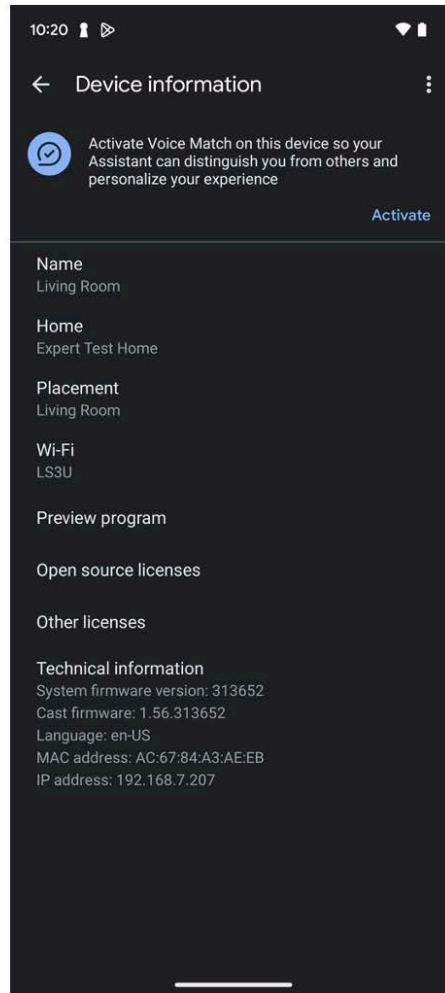 10:20
Device information
Activate Voice Match on this device so your
Assistant can distinguish you from others and
personalize your experience
Activate
Name
Living Room
Home
Expert Test Home
Placement
Living Room
Wi-Fi
LS3U
Preview program
Open source licenses
Other licenses
Technical information
System firmware version: 313652
Cast firmware: 1.56.313652
Language: en-US
MAC address: AC:67:84:A3:AE:EB
IP address: 192.168.7.207